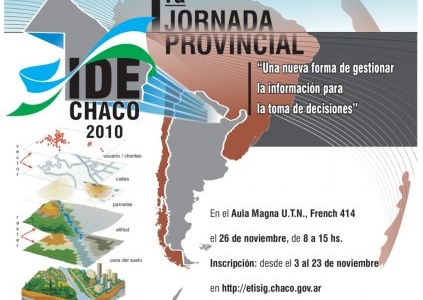 1a JORNADA
PROVINCIAL
IDE
CHACO
2010
“Una nueva forma de gestionar
la información para
la toma de decisiones”
vector
raster
usuario / clientes
calles
parcelas
altitud
usos del suelo
En el Aula Magna U.T.N., French 414
el 26 de noviembre, de 8 a 15 hs.
Inscripción: desde el 3 al 23 de noviembre
en http://etisig.chaco.gov.ar